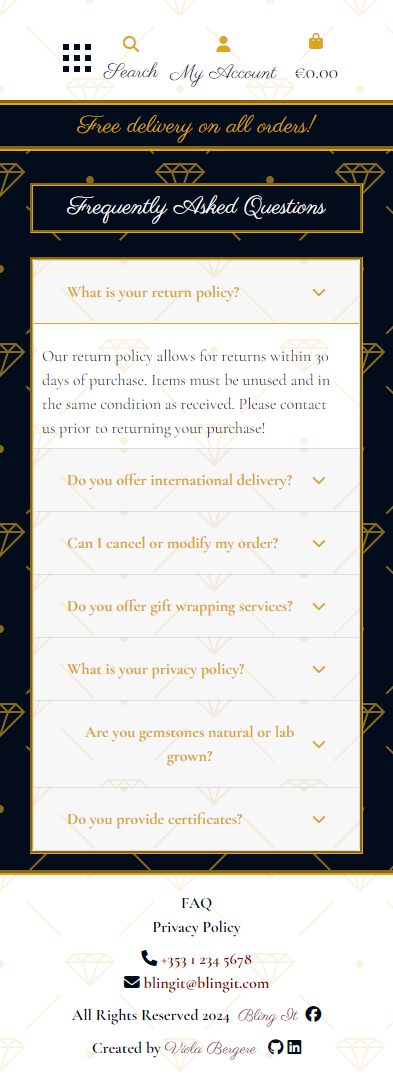 Search My Account €0.00
Free delivery on all orders!
Frequently Asked Questions
What is your return policy?
Our return policy allows for returns within 30
days of purchase. Items must be unused and in
the same condition as received. Please contact
us prior to returning your purchase!
Do you offer international delivery?
Can I cancel or modify my order?
Do you offer gift wrapping services?
What is your privacy policy?
Are you gemstones natural or lab
grown?
Do you provide certificates?
FAQ
Privacy Policy
+353 1 234 5678
blingit@blingit.com
All Rights Reserved 2024 Bling It
Created by Viola Bergere